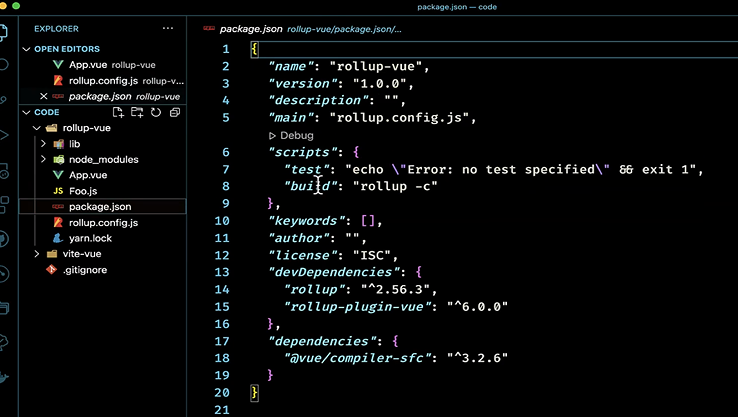 package.json — code
EXPLORER ...
OPEN EDITORS
App.vue rollup-vue
rollup.config.js rollup-v...
package.json rollup-vue
CODE
rollup-vue
lib
node_modules
App.vue
JS Foo.js
package.json
rollup.config.js
yarn.lock
vite-vue
.gitignore
package.json rollup-vue/package.json/...
1 {
2 "name": "rollup-vue",
3 "version": "1.0.0",
4 "description": "",
5 "main": "rollup.config.js",
Debug
6 "scripts": {
7 "test": "echo \"Error: no test specified\" && exit 1",
8 "build": "rollup -c"
9 },
10 "keywords": [],
11 "author": "",
12 "license": "ISC",
13 "devDependencies": {
14 "rollup": "^2.56.3",
15 "rollup-plugin-vue": "^6.0.0"
16 },
17 "dependencies": {
18 "@vue/compiler-sfc": "^3.2.6"
19 }
20 }
21